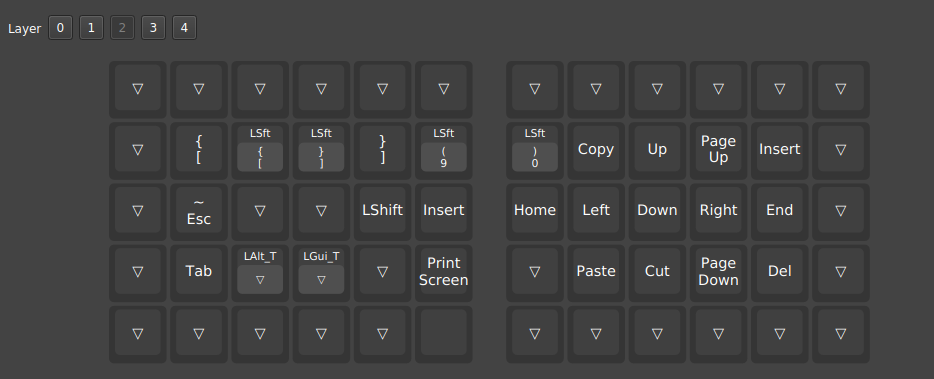 Layer 0 1 2 3 4
▽ ▽ ▽ ▽ ▽ ▽ ▽ ▽ ▽ ▽ ▽ ▽
LSft LSft LSft LSft
▽ { { } } ( ) Copy Up Page Insert ▽
[ [ ] ] 9 0 Up
▽ ~ ▽ ▽ LShift Insert Home Left Down Right End ▽
Esc
LAlt_T LGui_T
▽ Tab ▽ ▽ ▽ Print ▽ Paste Cut Page Del ▽
Screen Down
▽ ▽ ▽ ▽ ▽ ▽ ▽ ▽ ▽ ▽ ▽